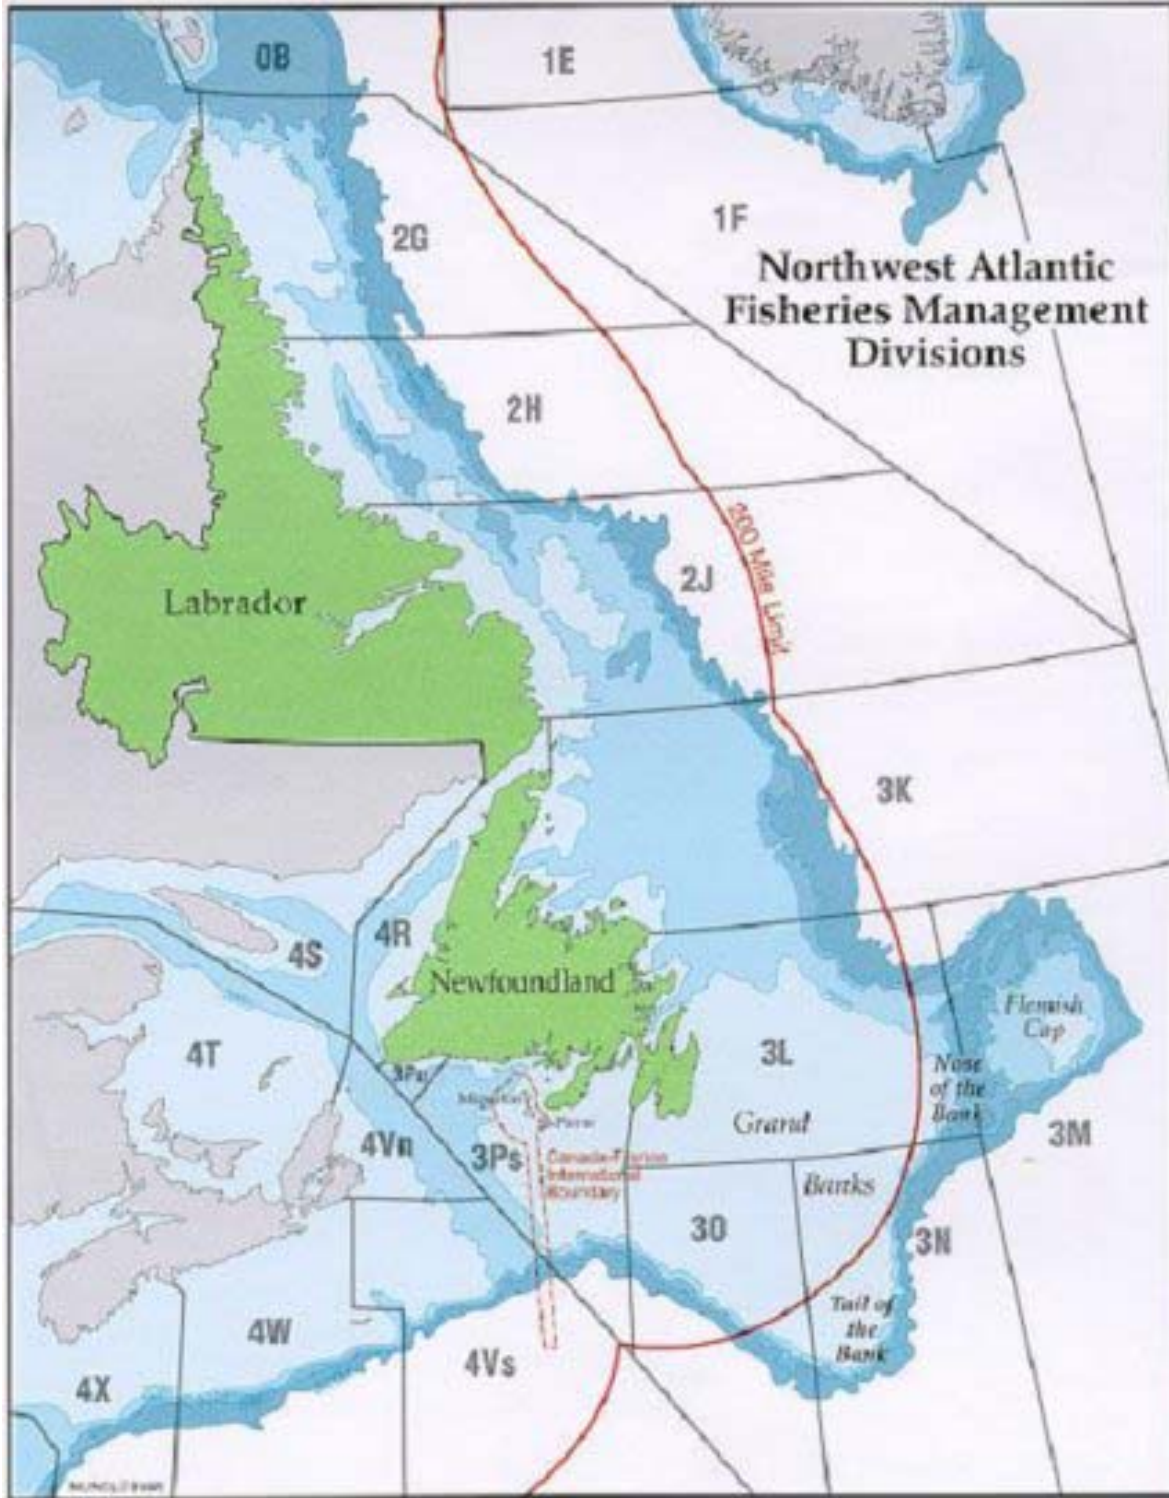 0B
1E
2G
1F
Northwest Atlantic
Fisheries Management
Divisions
2H
200 Mile Limit
2J
Labrador
3K
4R
4S
Newfoundland
Flemish
Cap
4T
3L
Nose
of the
Bank
3M
Grand
4Vn
3Ps
Canada-France
International
Boundary
Banks
3O
3N
Tail of
the
Bank
4W
4Vs
4X